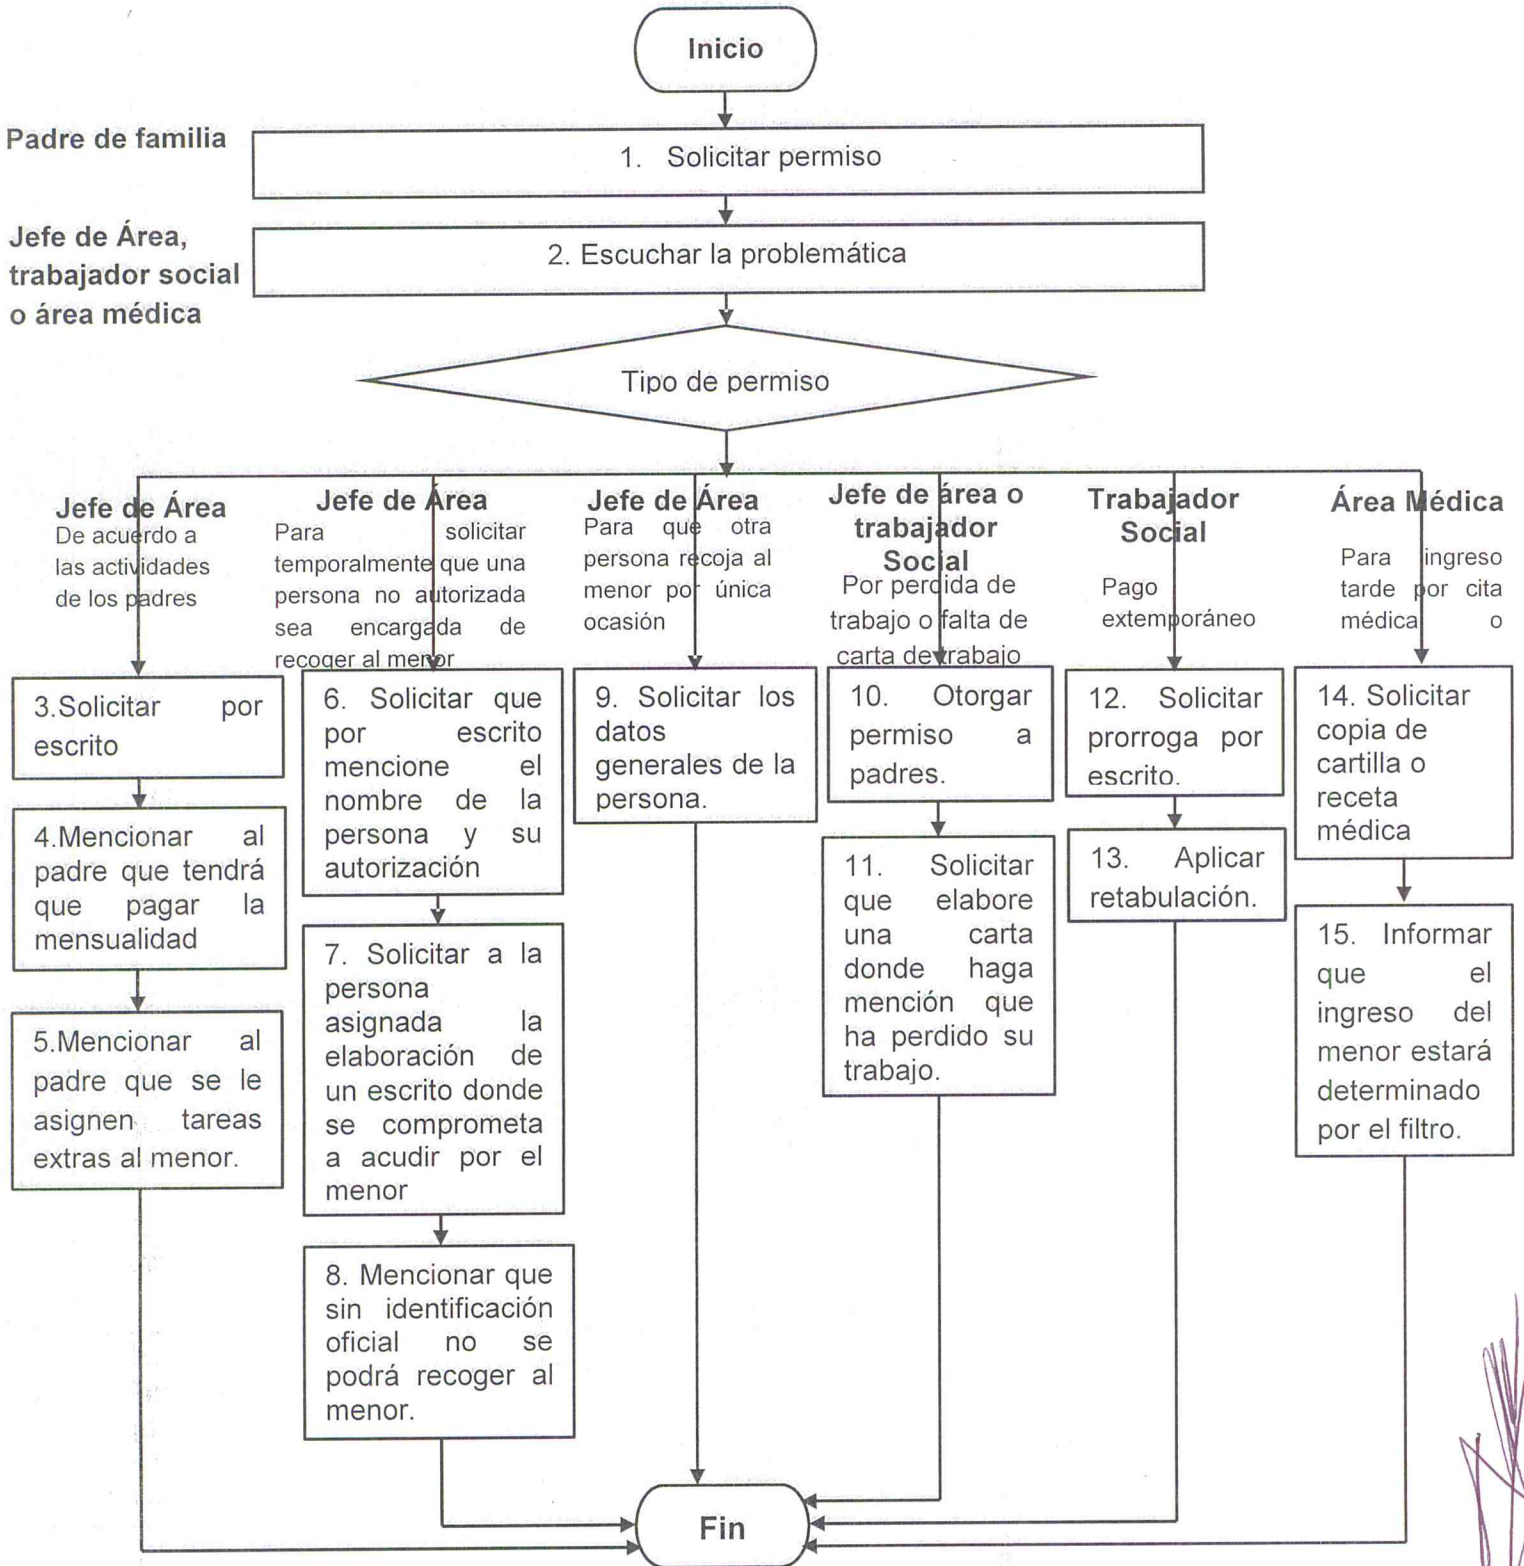 Inicio
Padre de familia
1. Solicitar permiso
Jefe de Área,
trabajador social
o área médica
2. Escuchar la problemática
Tipo de permiso
Jefe de Área
De acuerdo a
las actividades
de los padres
Jefe de Área
Para solicitar
temporalmente que una
persona no autorizada
sea encargada de
recoger al menor
Jefe de Área
Para que otra
persona recoja al
menor por única
ocasión
Jefe de área o
trabajador
Social
Por perdida de
trabajo o falta de
carta de trabajo
Trabajador
Social
Pago
extemporáneo
Área Médica
Para ingreso
tarde por cita
médica o
3.Solicitar por
escrito
4.Mencionar al
padre que tendrá
que pagar la
mensualidad
5.Mencionar al
padre que se le
asignen tareas
extras al menor.
6. Solicitar que
por escrito
mencione el
nombre de la
persona y su
autorización
7. Solicitar a la
persona
asignada la
elaboración de
un escrito donde
se comprometa
a acudir por el
menor
8. Mencionar que
sin identificación
oficial no se
podrá recoger al
menor.
9. Solicitar los
datos
generales de la
persona.
10. Otorgar
permiso a
padres.
11. Solicitar
que elabore
una carta
donde haga
mención que
ha perdido su
trabajo.
12. Solicitar
prorroga por
escrito.
13. Aplicar
retabulación.
14. Solicitar
copia de
cartilla o
receta
médica
15. Informar
que el
ingreso del
menor estará
determinado
por el filtro.
Fin